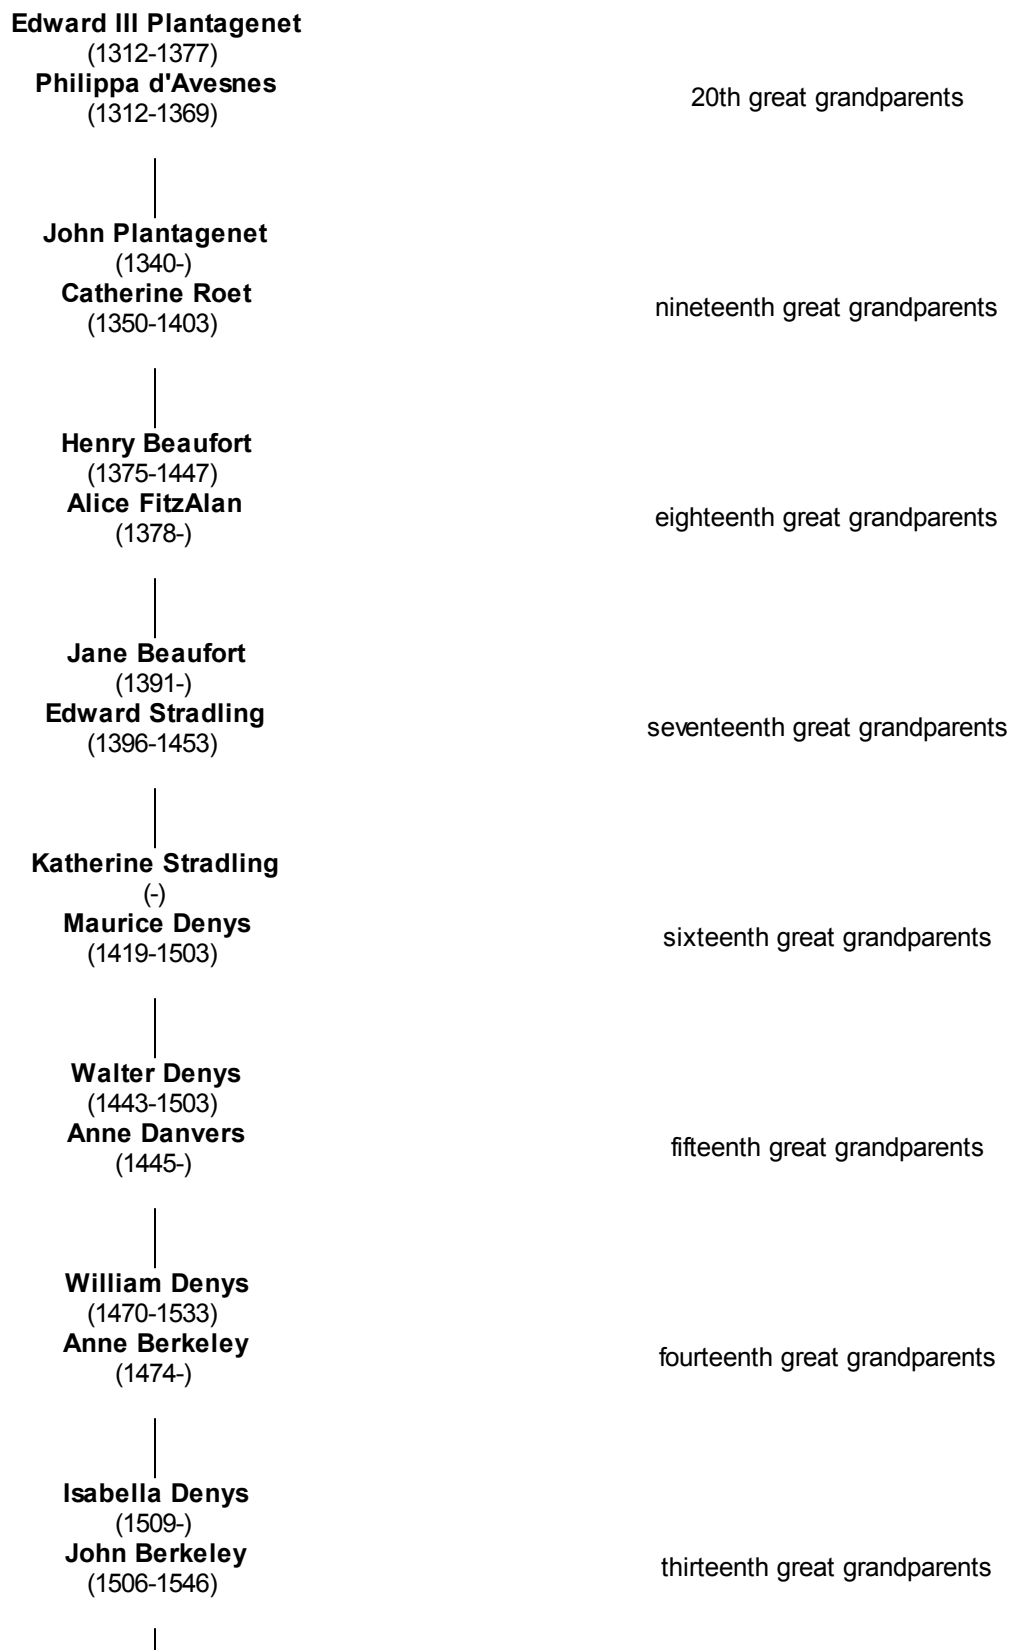 Edward III Plantagenet
(1312-1377)
Philippa d'Avesnes
(1312-1369)
20th great grandparents
John Plantagenet
(1340-)
Catherine Roet
(1350-1403)
nineteenth great grandparents
Henry Beaufort
(1375-1447)
Alice FitzAlan
(1378-)
eighteenth great grandparents
Jane Beaufort
(1391-)
Edward Stradling
(1396-1453)
seventeenth great grandparents
Katherine Stradling
(-)
Maurice Denys
(1419-1503)
sixteenth great grandparents
Walter Denys
(1443-1503)
Anne Danvers
(1445-)
fifteenth great grandparents
William Denys
(1470-1533)
Anne Berkeley
(1474-)
fourteenth great grandparents
Isabella Denys
(1509-)
John Berkeley
(1506-1546)
thirteenth great grandparents